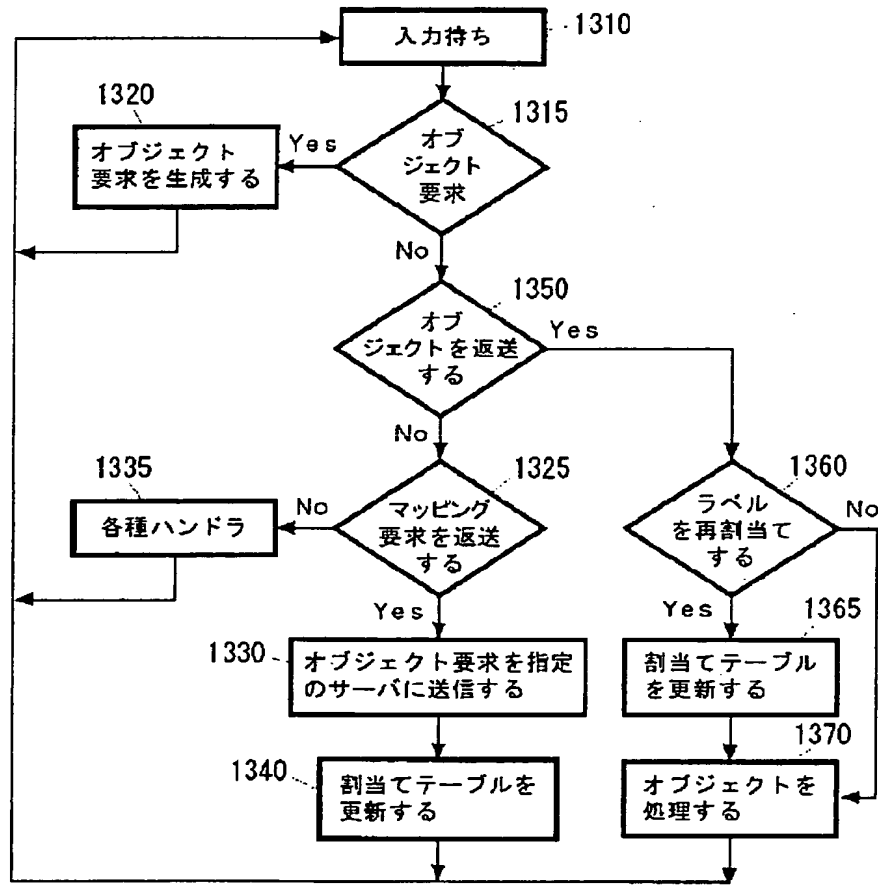 入力待ち
1310
1315
オブ
ジェクト
要求
Yes
1320
オブジェクト
要求を生成する
No
1350
オブ
ジェクトを返送
する
Yes
No
1325
マッピング
要求を返送
する
No
1335
各種ハンドラ
1360
ラベル
を再割当て
する
No
Yes
1330
オブジェクト要求を指定
のサーバに送信する
Yes
1365
割当てテーブル
を更新する
1340
割当てテーブルを
更新する
1370
オブジェクトを
処理する